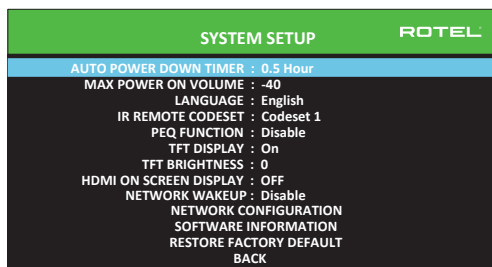 SYSTEM SETUP
ROTEL
AUTO POWER DOWN TIMER : 0.5 Hour
MAX POWER ON VOLUME : -40
LANGUAGE : English
IR REMOTE CODESET : Codeset 1
PEQ FUNCTION : Disable
TFT DISPLAY : On
TFT BRIGHTNESS : 0
HDMI ON SCREEN DISPLAY : OFF
NETWORK WAKEUP : Disable
NETWORK CONFIGURATION
SOFTWARE INFORMATION
RESTORE FACTORY DEFAULT
BACK